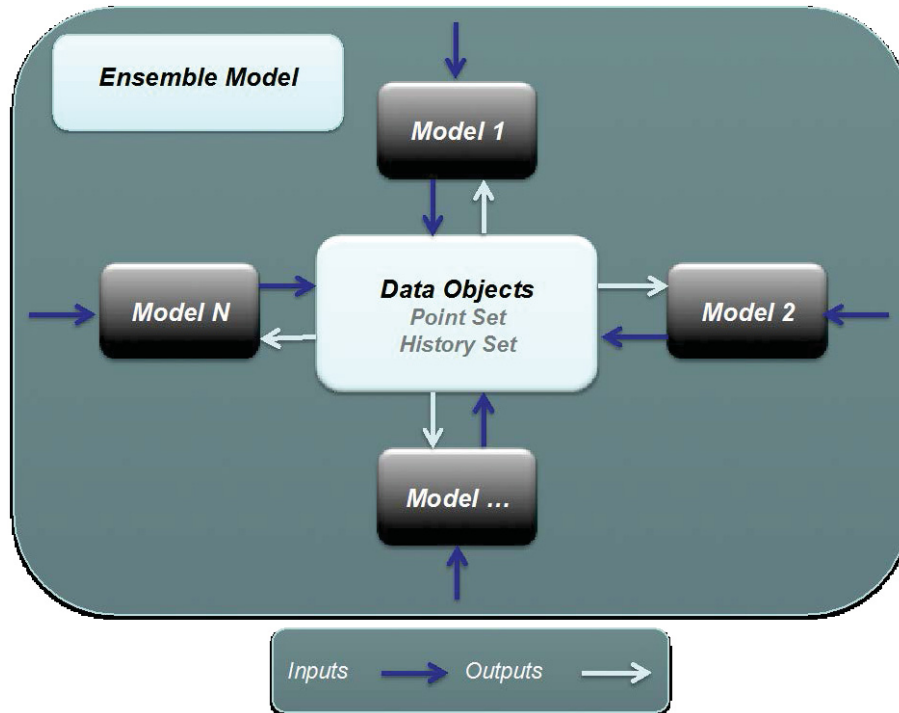 Ensemble Model
Model 1
Data Objects
Point Set
History Set
Model N
Model 2
Model ...
Inputs
Outputs